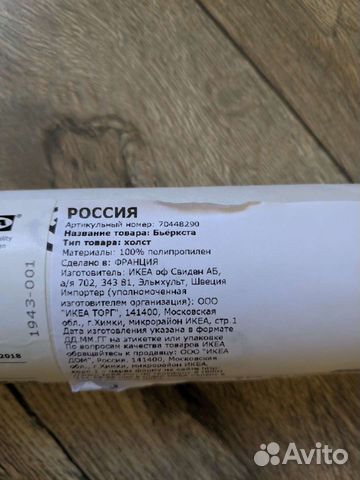 РОССИЯ
Артикульный номер: 70448290
Название товара: Бьёркста
Тип товара: холст
Материалы: 100% полипропилен
Сделано в: ФРАНЦИЯ
Изготовитель: ИКЕА оф Свиден АБ,
а/я 702, 343 81, Эльмхульт, Швеция
Импортер (уполномоченная
изготовителем организация): ООО
"ИКЕА ТОРГ", 141400, Московская
обл., г.Химки, микрорайон ИКЕА, стр.1
Дата изготовления указана в формате
ДД.ММ.ГГ на этикетке или упаковке
По вопросам качества товаров ИКЕА
обращайтесь к продавцу: ООО "ИКЕА
ДОМ", Россия, 141400, Московская
обл., г.Химки, микрорайон ИКЕА,
1943-001
2018
Avito